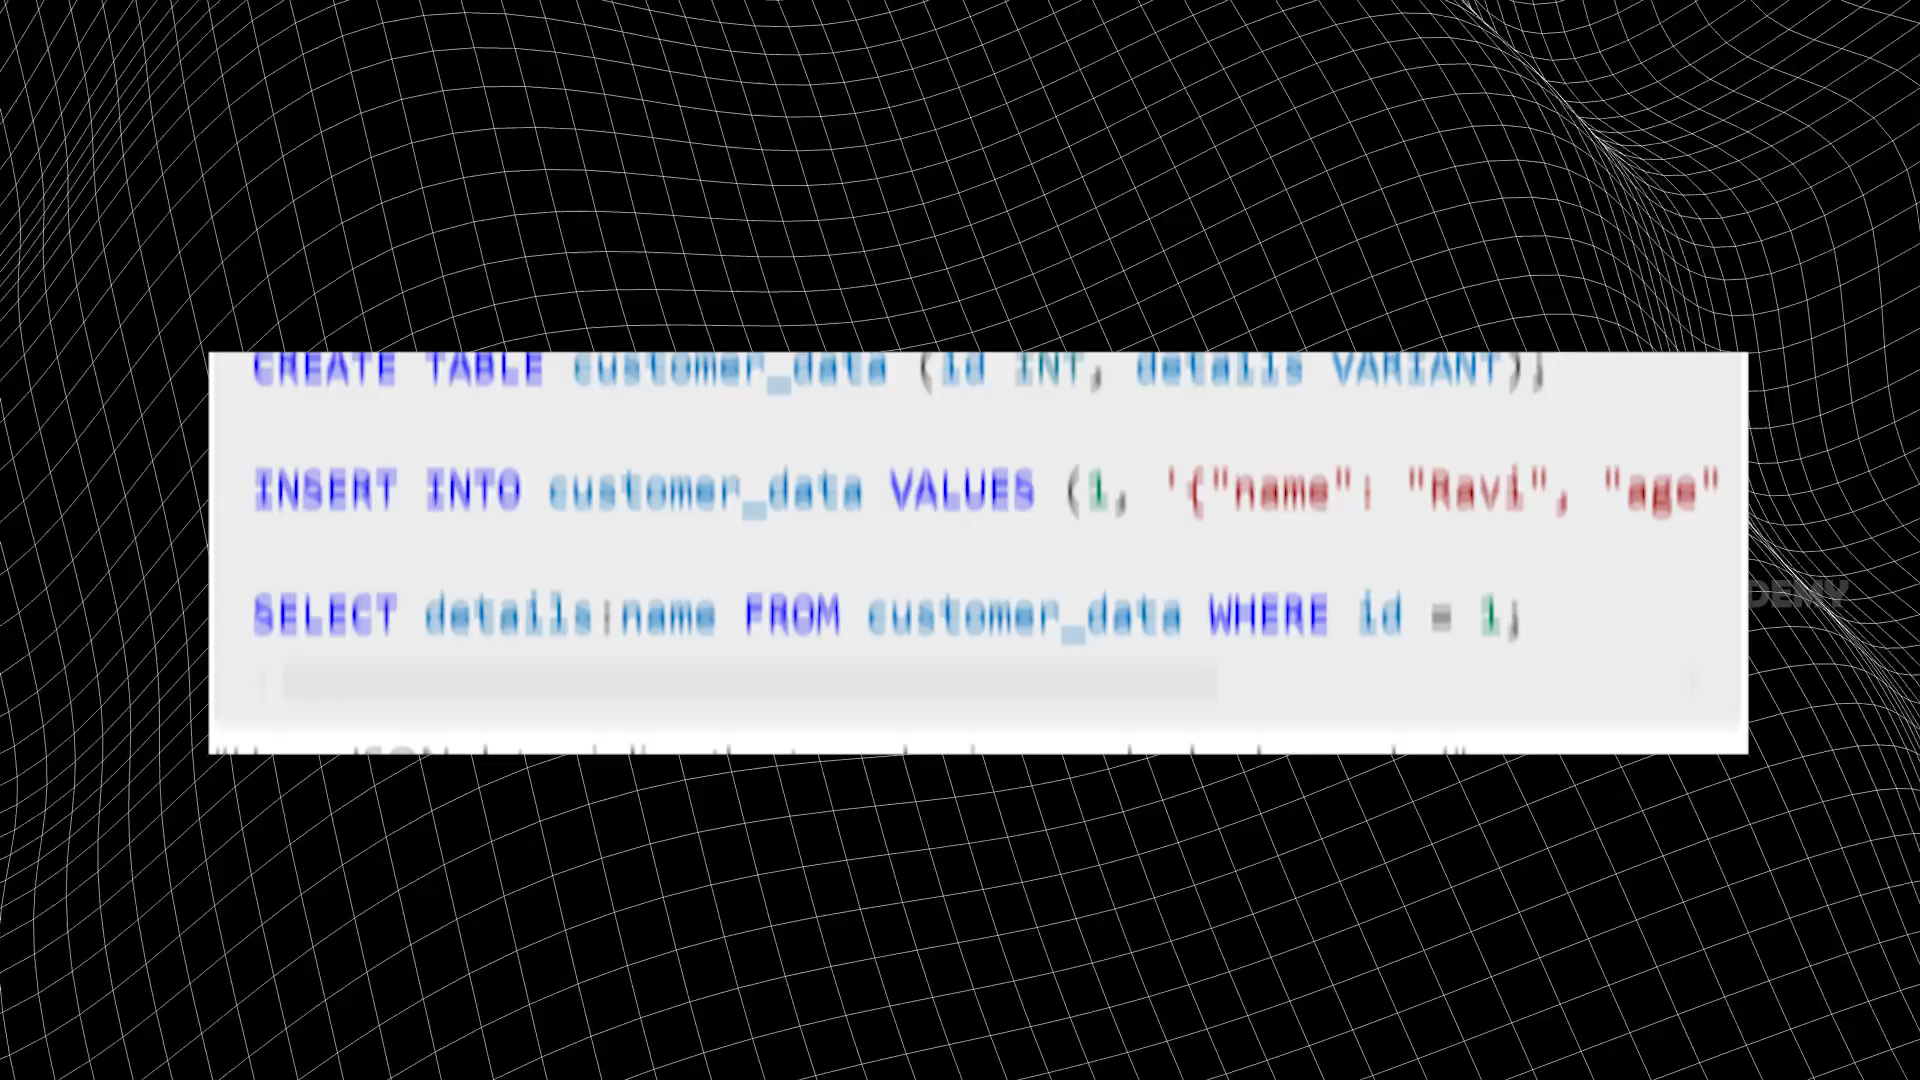 CREATE TABLE customer_data (id INT, details VARIANT);
INSERT INTO customer_data VALUES (1, '{"name": "Ravi", "age"
SELECT details:name FROM customer_data WHERE id = 1;
DEMY